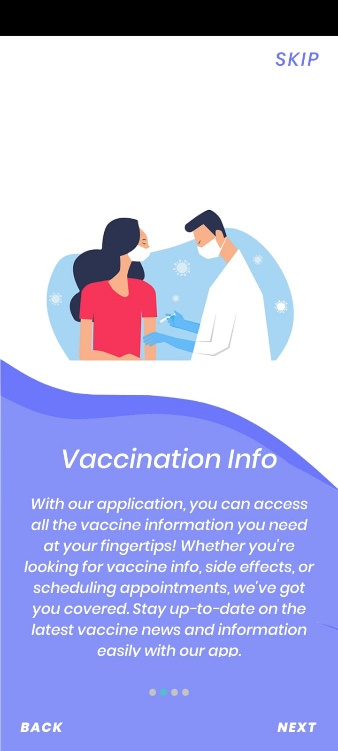 SKIP
Vaccination Info
With our application, you can access
all the vaccine information you need
at your fingertips! Whether you're
looking for vaccine info, side effects, or
scheduling appointments, we've got
you covered. Stay up-to-date on the
latest vaccine news and information
easily with our app.
BACK
NEXT